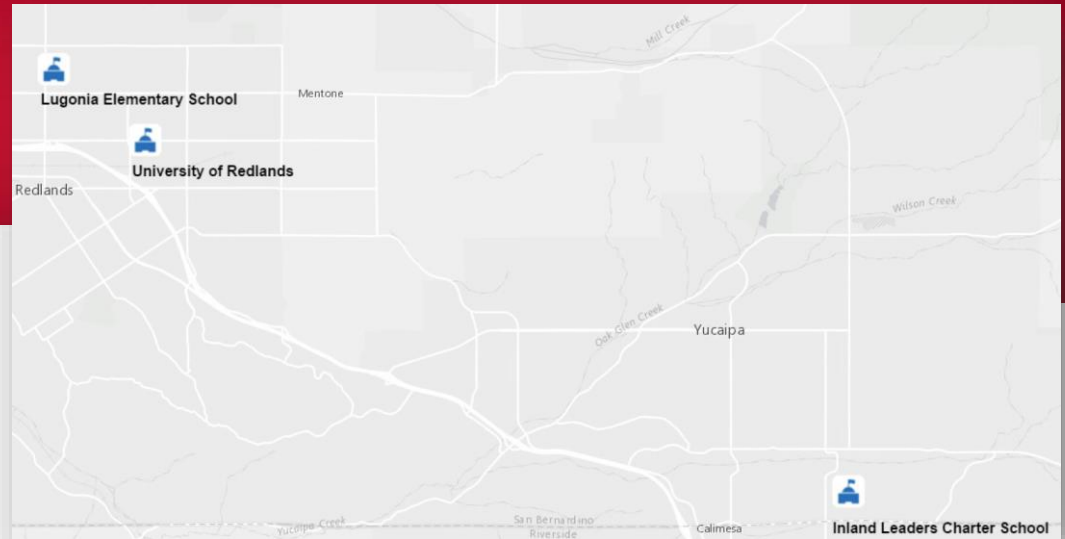 Mill Creek
Mentone
Lugonia Elementary School
University of Redlands
Redlands
Wilson Creek
Oak Glen Creek
Yucaipa
Yucaipa Creek
San Bernardino
Riverside
Calimesa
Inland Leaders Charter School